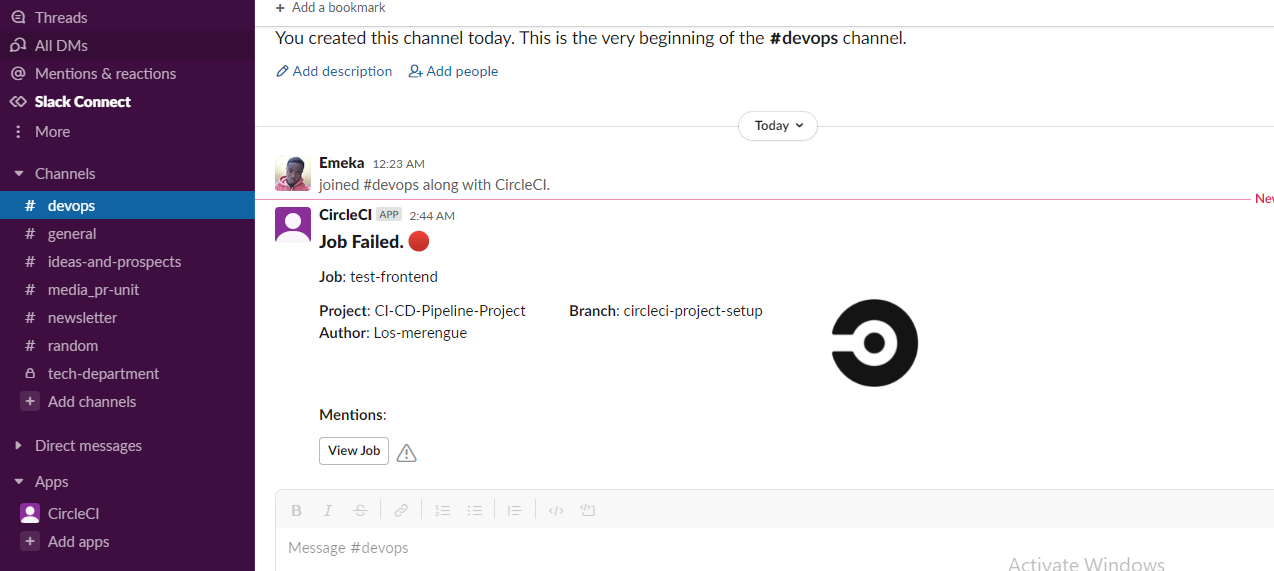 Threads
All DMs
Mentions & reactions
Slack Connect
More
Channels
# devops
# general
# ideas-and-prospects
# media_pr-unit
# newsletter
# random
tech-department
+ Add channels
Direct messages
Apps
CircleCI
+ Add apps
+ Add a bookmark
You created this channel today. This is the very beginning of the #devops channel.
Add description Add people
Today
Emeka 12:23 AM
joined #devops along with CircleCI.
New
CircleCI APP 2:44 AM
Job Failed.
Job: test-frontend
Project: CI-CD-Pipeline-Project Branch: circleci-project-setup
Author: Los-merengue
Mentions:
View Job
B I S
Message #devops
Activate Windows